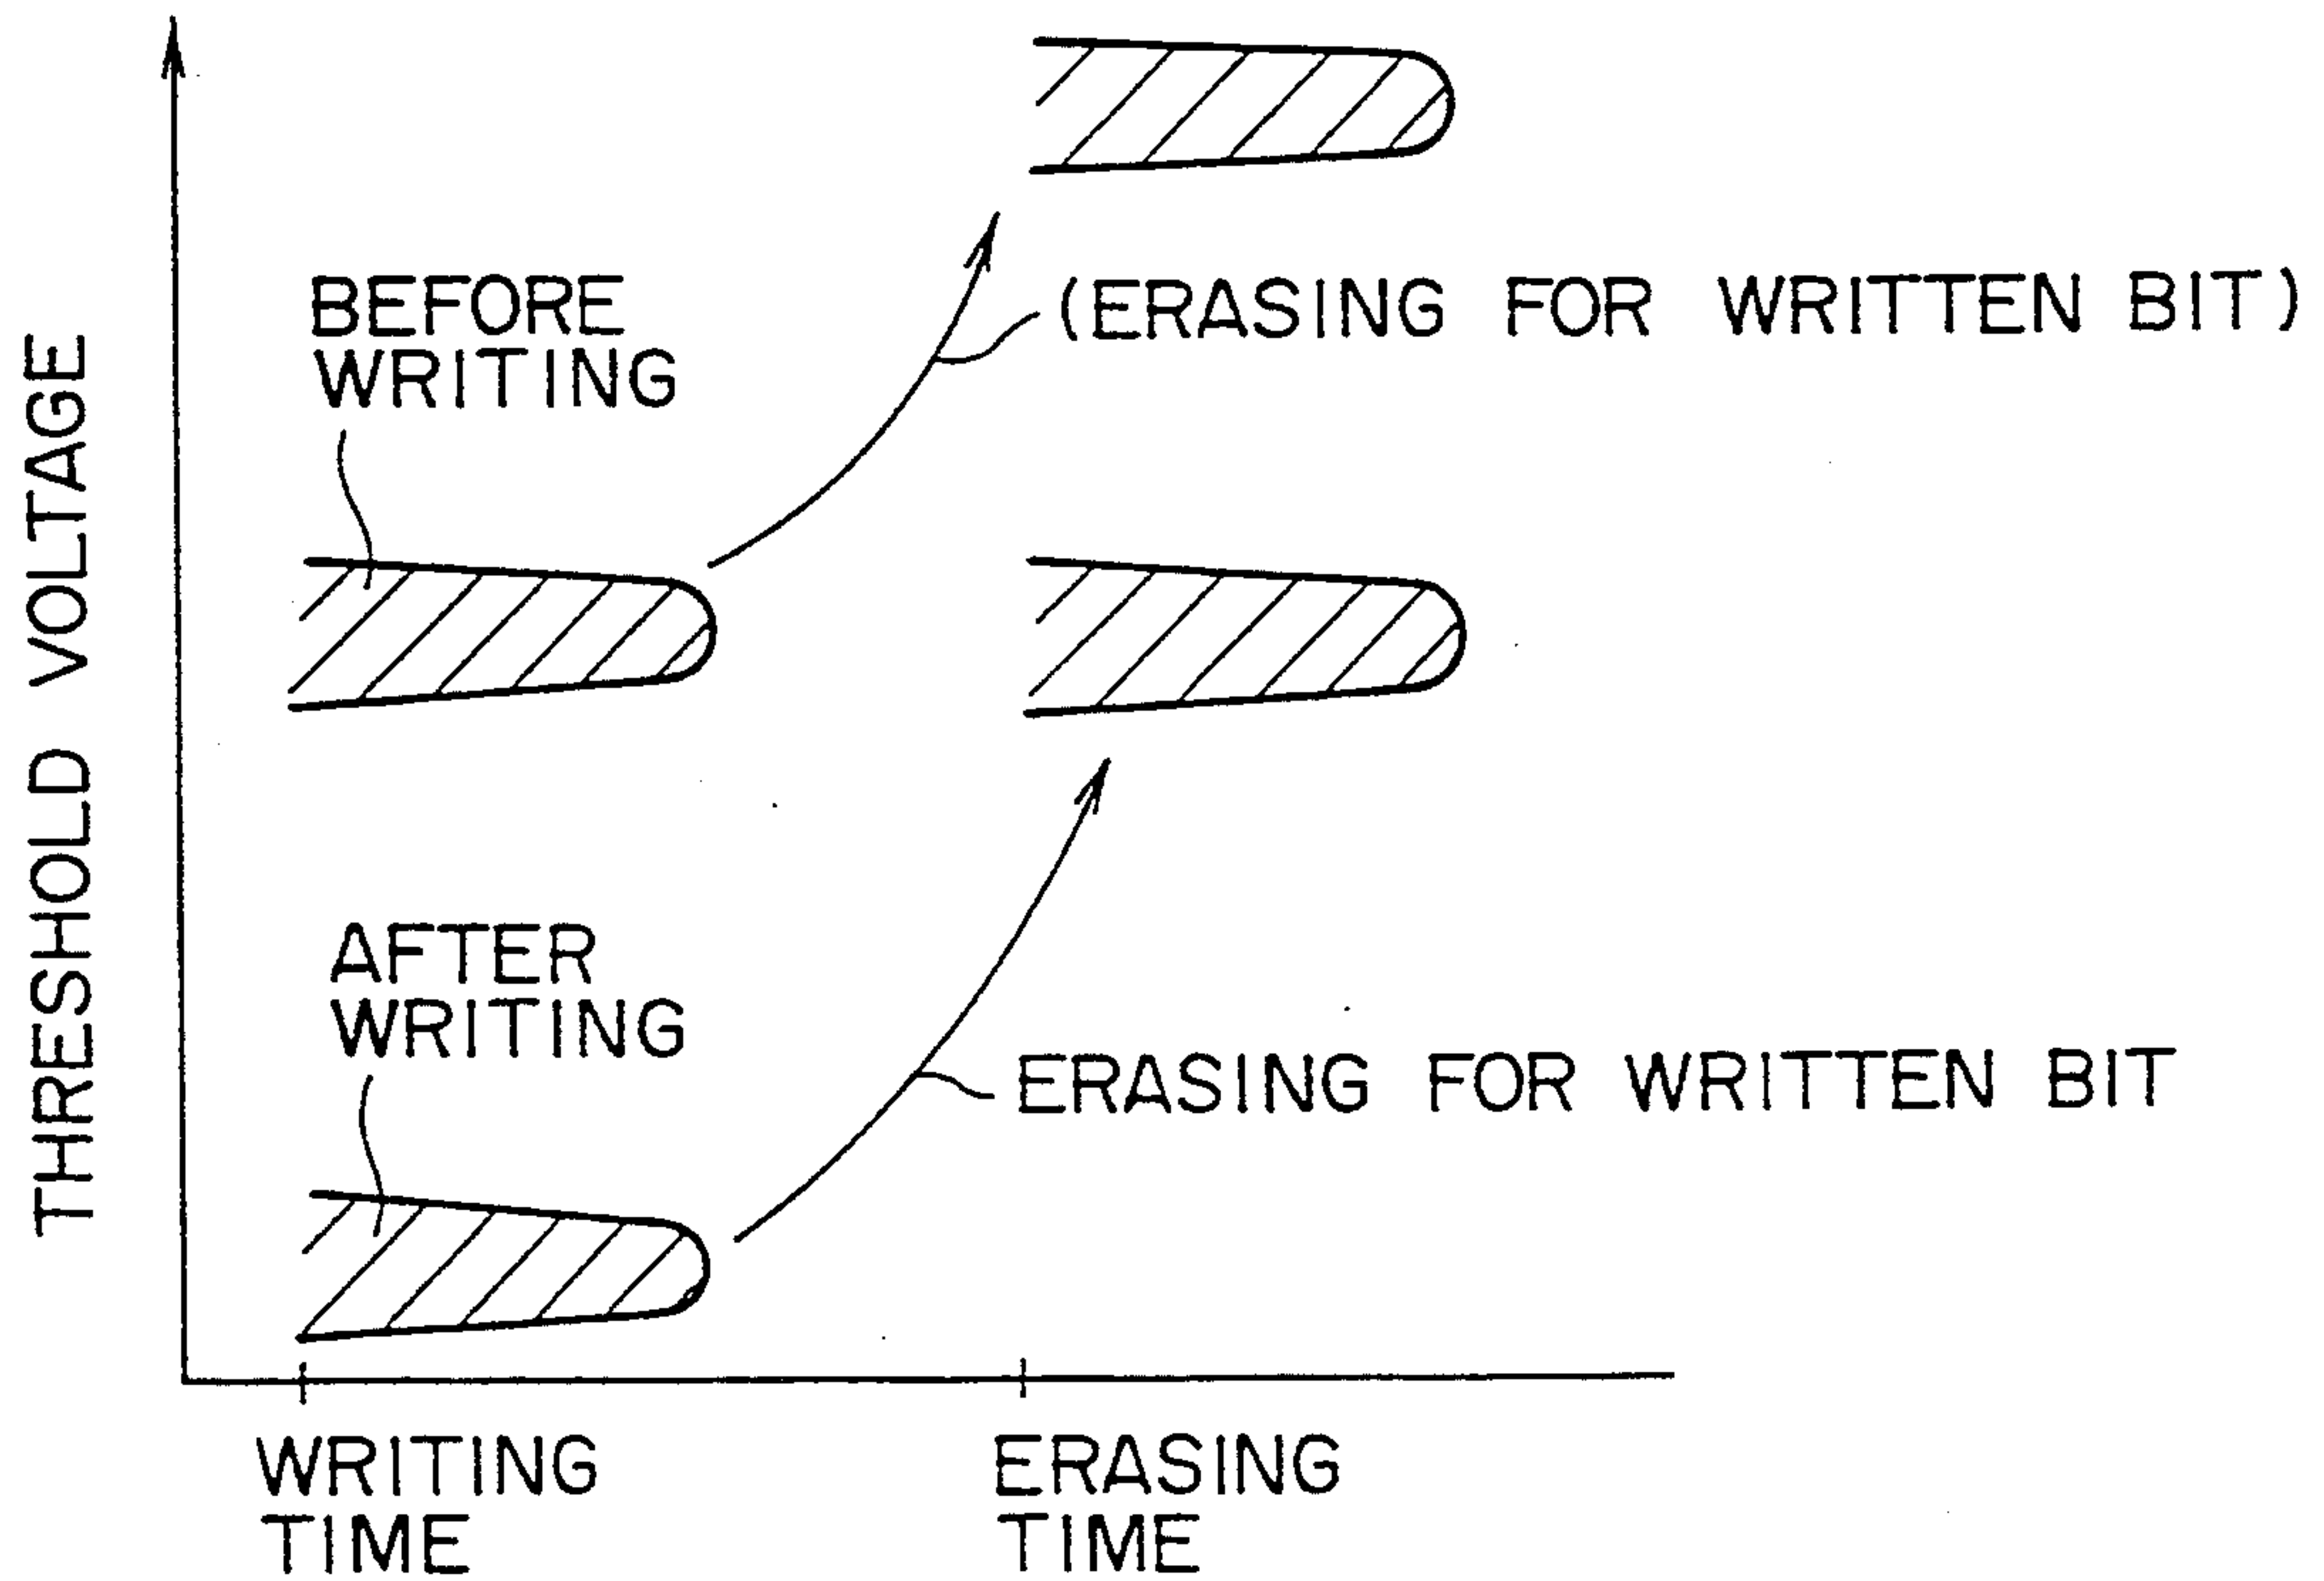 THRESHOLD VOLTAGE
BEFORE
WRITING
(ERASING FOR WRITTEN BIT)
AFTER
WRITING
ERASING FOR WRITTEN BIT
WRITING
TIME
ERASING
TIME